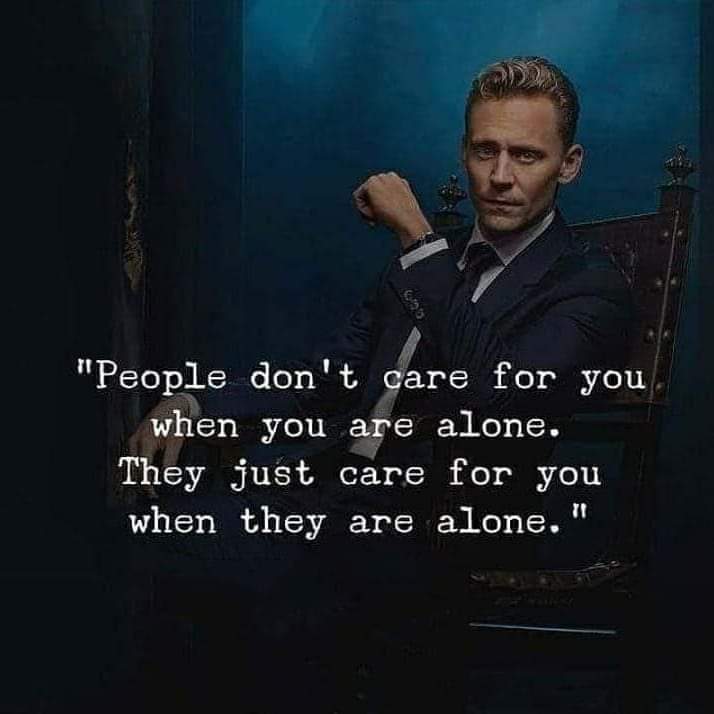 "People don't care for you
when you are alone.
They just care for you
when they are alone."